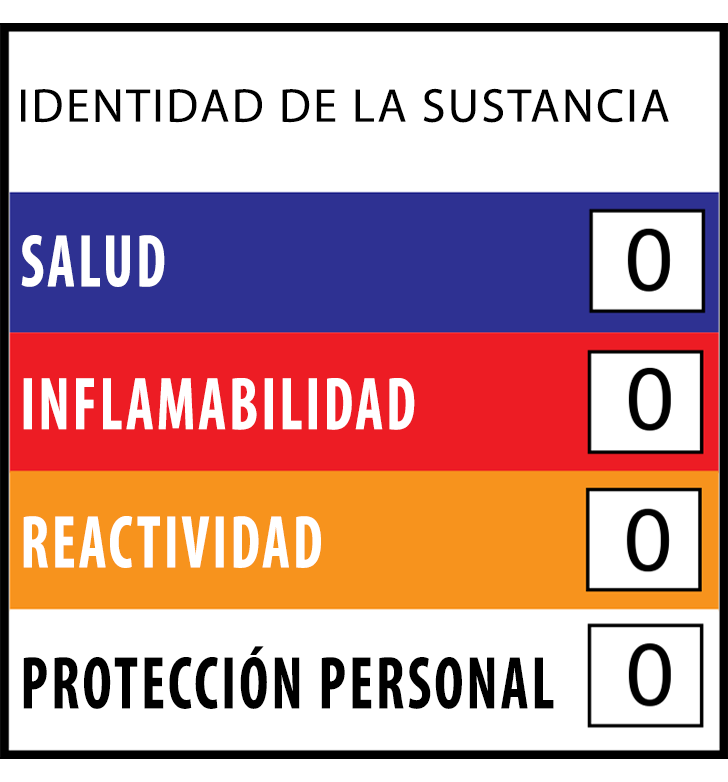 IDENTIDAD DE LA SUSTANCIA
SALUD 0
INFLAMABILIDAD 0
REACTIVIDAD 0
PROTECCIÓN PERSONAL 0